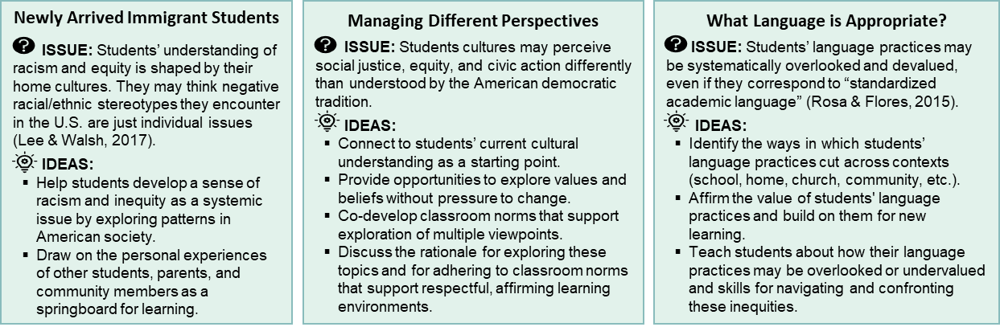 Newly Arrived Immigrant Students
ISSUE: Students' understanding of
racism and equity is shaped by their
home cultures. They may think negative
racial/ethnic stereotypes they encounter
in the U.S. are just individual issues
(Lee & Walsh, 2017).
IDEAS:
▪ Help students develop a sense of
racism and inequity as a systemic
issue by exploring patterns in
American society.
▪ Draw on the personal experiences
of other students, parents, and
community members as a
springboard for learning.
Managing Different Perspectives
ISSUE: Students cultures may perceive
social justice, equity, and civic action differently
than understood by the American democratic
tradition.
IDEAS:
▪ Connect to students' current cultural
understanding as a starting point.
▪ Provide opportunities to explore values and
beliefs without pressure to change.
▪ Co-develop classroom norms that support
exploration of multiple viewpoints.
▪ Discuss the rationale for exploring these
topics and for adhering to classroom norms
that support respectful, affirming learning
environments.
What Language is Appropriate?
ISSUE: Students' language practices may
be systematically overlooked and devalued,
even if they correspond to “standardized
academic language” (Rosa & Flores, 2015).
IDEAS:
▪ Identify the ways in which students'
language practices cut across contexts
(school, home, church, community, etc.).
▪ Affirm the value of students' language
practices and build on them for new
learning.
▪ Teach students about how their language
practices may be overlooked or undervalued
and skills for navigating and confronting
these inequities.